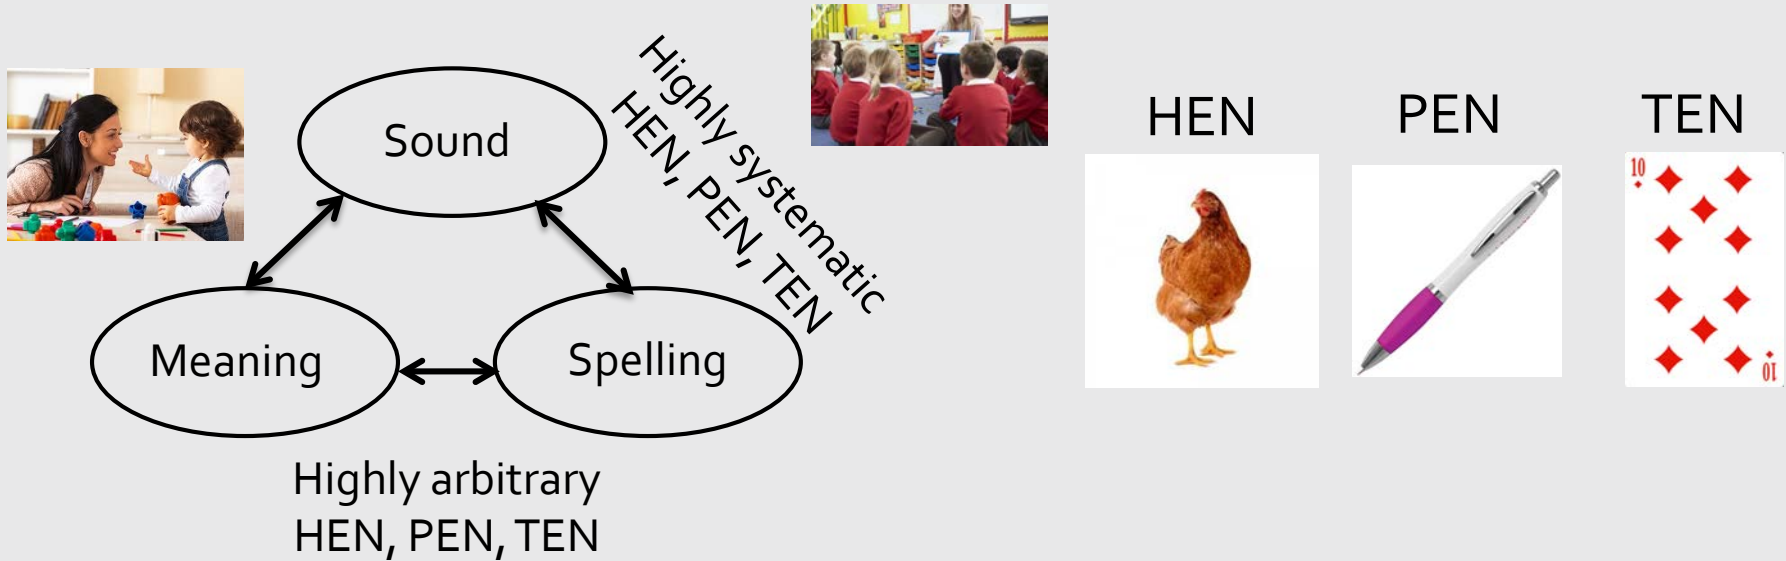 Sound
Highly systematic
HEN, PEN, TEN
Meaning
Spelling
Highly arbitrary
HEN, PEN, TEN
HEN
PEN
TEN
10
10